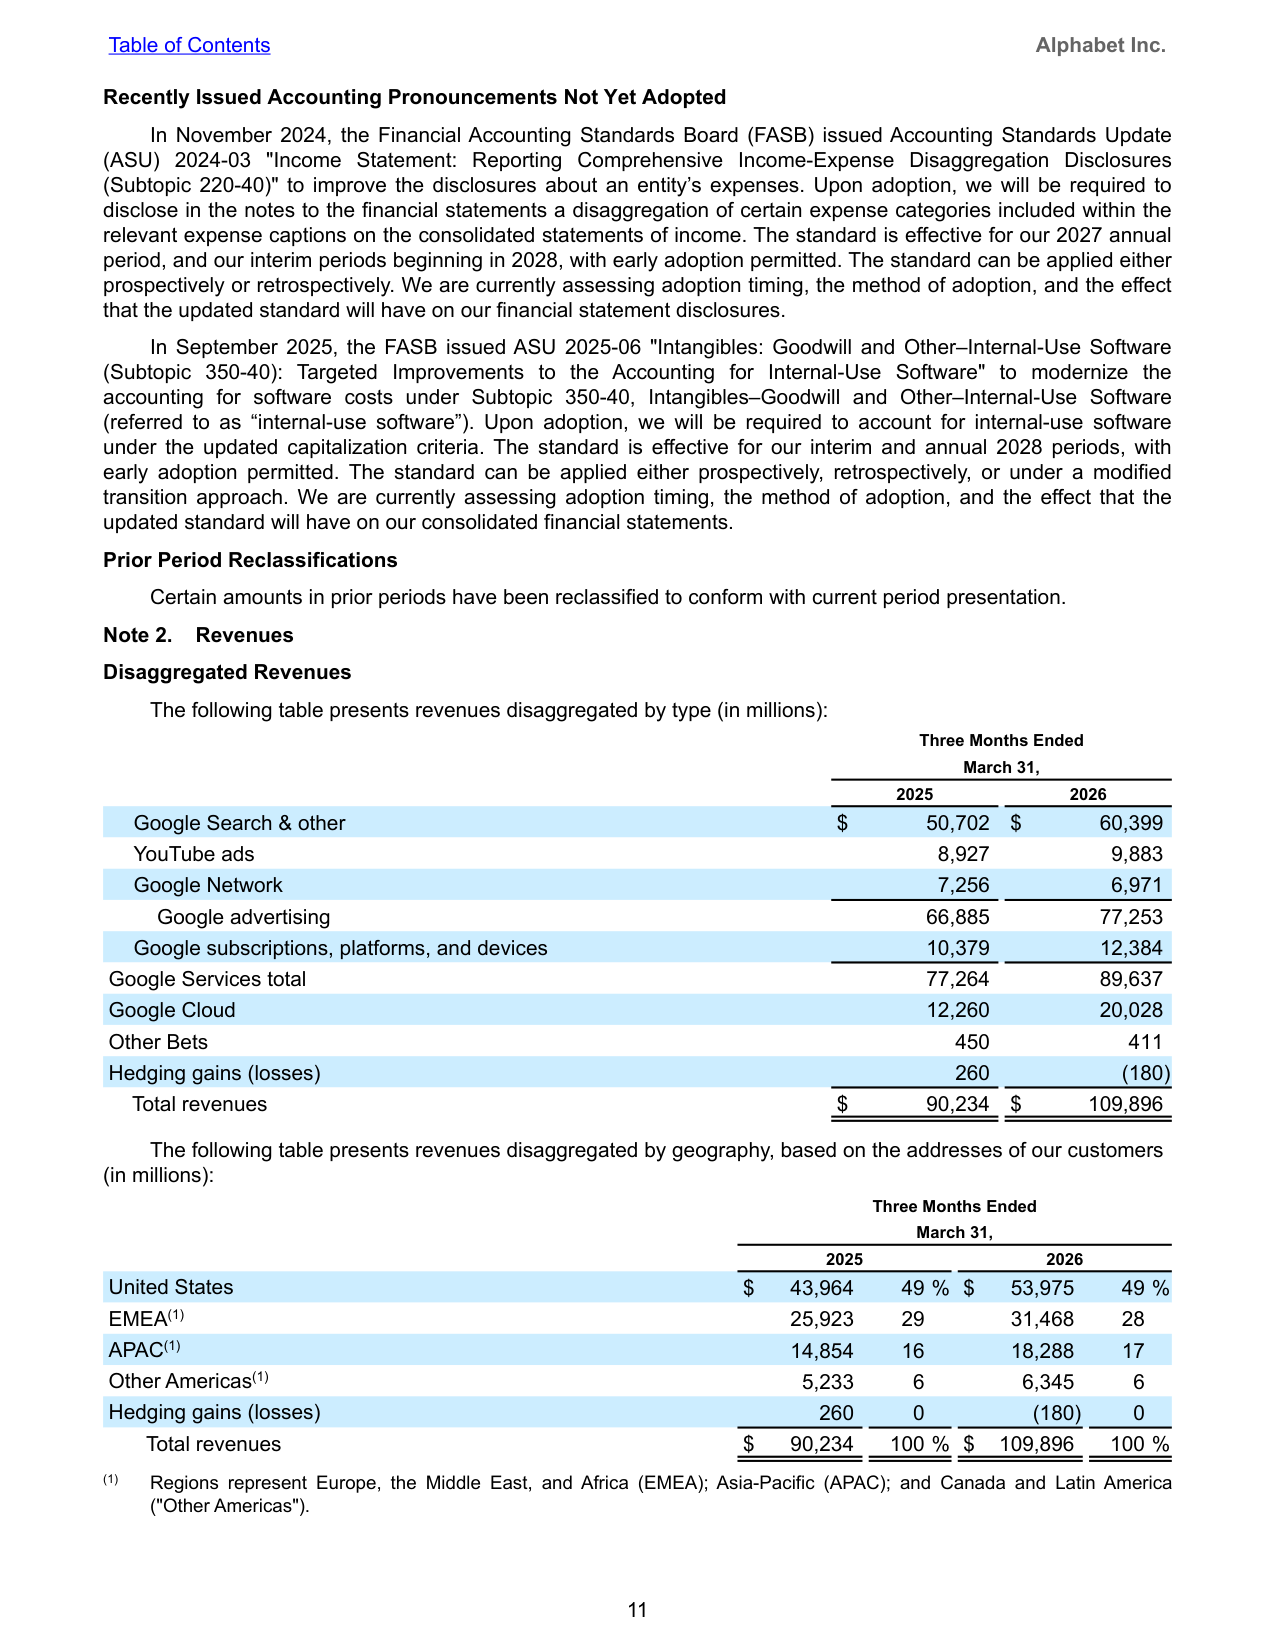 Table of Contents Alphabet Inc.
Recently Issued Accounting Pronouncements Not Yet Adopted
In November 2024, the Financial Accounting Standards Board (FASB) issued Accounting Standards Update
(ASU) 2024-03 "Income Statement: Reporting Comprehensive Income-Expense Disaggregation Disclosures
(Subtopic 220-40)" to improve the disclosures about an entity’s expenses. Upon adoption, we will be required to
disclose in the notes to the financial statements a disaggregation of certain expense categories included within the
relevant expense captions on the consolidated statements of income. The standard is effective for our 2027 annual
period, and our interim periods beginning in 2028, with early adoption permitted. The standard can be applied either
prospectively or retrospectively. We are currently assessing adoption timing, the method of adoption, and the effect
that the updated standard will have on our financial statement disclosures.
In September 2025, the FASB issued ASU 2025-06 "Intangibles: Goodwill and Other–Internal-Use Software
(Subtopic 350-40): Targeted Improvements to the Accounting for Internal-Use Software" to modernize the
accounting for software costs under Subtopic 350-40, Intangibles–Goodwill and Other–Internal-Use Software
(referred to as “internal-use software”). Upon adoption, we will be required to account for internal-use software
under the updated capitalization criteria. The standard is effective for our interim and annual 2028 periods, with
early adoption permitted. The standard can be applied either prospectively, retrospectively, or under a modified
transition approach. We are currently assessing adoption timing, the method of adoption, and the effect that the
updated standard will have on our consolidated financial statements.
Prior Period Reclassifications
Certain amounts in prior periods have been reclassified to conform with current period presentation.
Note 2. Revenues
Disaggregated Revenues
The following table presents revenues disaggregated by type (in millions):
Three Months Ended
March 31,
2025 2026
Google Search & other $ 50,702 $ 60,399
YouTube ads 8,927 9,883
Google Network 7,256 6,971
Google advertising 66,885 77,253
Google subscriptions, platforms, and devices 10,379 12,384
Google Services total 77,264 89,637
Google Cloud 12,260 20,028
Other Bets 450 411
Hedging gains (losses) 260 (180)
Total revenues $ 90,234 $ 109,896
The following table presents revenues disaggregated by geography, based on the addresses of our customers
(in millions):
Three Months Ended
March 31,
2025 2026
United States $ 43,964 49 % $ 53,975 49 %
EMEA(1) 25,923 29 31,468 28
APAC(1) 14,854 16 18,288 17
Other Americas(1) 5,233 6 6,345 6
Hedging gains (losses) 260 0 (180) 0
Total revenues $ 90,234 100 % $ 109,896 100 %
(1) Regions represent Europe, the Middle East, and Africa (EMEA); Asia-Pacific (APAC); and Canada and Latin America
("Other Americas").
11